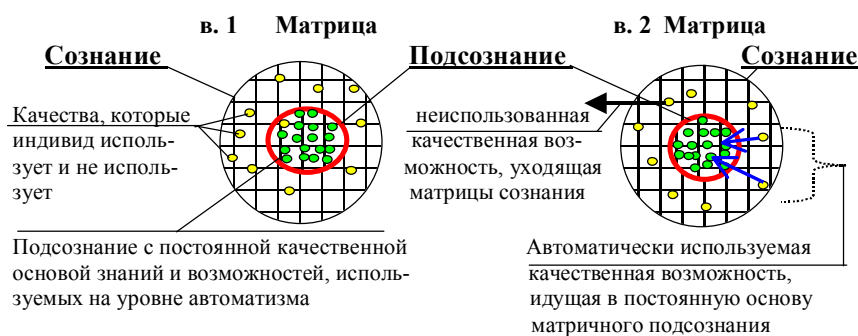 в. 1 Матрица
в. 2 Матрица
Сознание
Подсознание
Сознание
Качества, которые
индивид исполь-
зует и не исполь-
зует
неиспользованная
качественная воз-
можность, уходящая
матрицы сознания
Подсознание с постоянной качественной
основой знаний и возможностей, исполь-
зуемых на уровне автоматизма
Автоматически используемая
качественная возможность,
идущая в постоянную основу
матричного подсознания